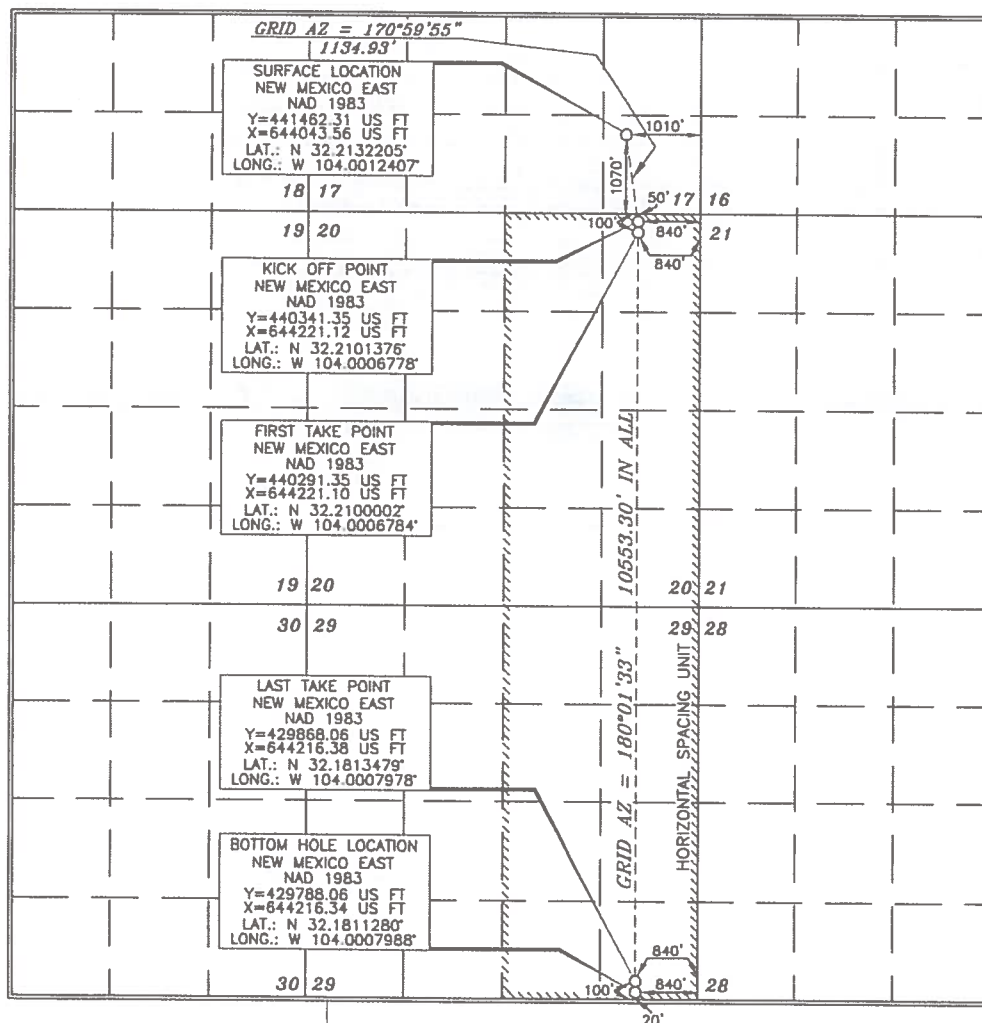 GRID AZ = 170°59'55"
1134.93'
SURFACE LOCATION
NEW MEXICO EAST
NAD 1983
Y=441462.31 US FT
X=644043.56 US FT
LAT.: N 32.2132205°
LONG.: W 104.0012407°
1010'
1070'
18 17
50' 17 16
19 20
100'
840'
21
840'
KICK OFF POINT
NEW MEXICO EAST
NAD 1983
Y=440341.35 US FT
X=644221.12 US FT
LAT.: N 32.2101376°
LONG.: W 104.0006778°
FIRST TAKE POINT
NEW MEXICO EAST
NAD 1983
Y=440291.35 US FT
X=644221.10 US FT
LAT.: N 32.2100002°
LONG.: W 104.0006784°
10553.30' IN ALL
19 20
20 21
30 29
29 28
GRID AZ = 180°01'33"
HORIZONTAL SPACING UNIT
LAST TAKE POINT
NEW MEXICO EAST
NAD 1983
Y=429868.06 US FT
X=644216.38 US FT
LAT.: N 32.1813479°
LONG.: W 104.0007978°
BOTTOM HOLE LOCATION
NEW MEXICO EAST
NAD 1983
Y=429788.06 US FT
X=644216.34 US FT
LAT.: N 32.1811280°
LONG.: W 104.0007988°
840'
30 29
100'
840'
28
20'